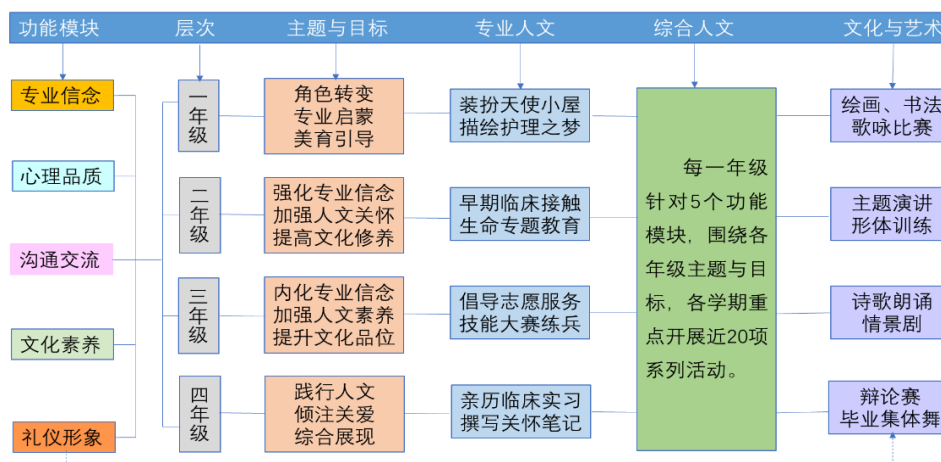 功能模块 层次 主题与目标 专业人文 综合人文 文化与艺术
专业信念
心理品质
沟通交流
文化素养
礼仪形象
一年级
角色转变
专业启蒙
美育引导
装扮天使小屋
描绘护理之梦
绘画、书法
歌咏比赛
二年级
强化专业信念
加强人文关怀
提高文化修养
早期临床接触
生命专题教育
主题演讲
形体训练
三年级
内化专业信念
加强人文素养
提升文化品位
倡导志愿服务
技能大赛练兵
诗歌朗诵
情景剧
四年级
践行人文
倾注关爱
综合展现
亲历临床实习
撰写关怀笔记
辩论赛
毕业集体舞
每一年级
针对5个功能
模块，围绕各
年级主题与目
标，各学期重
点开展近20项
系列活动。